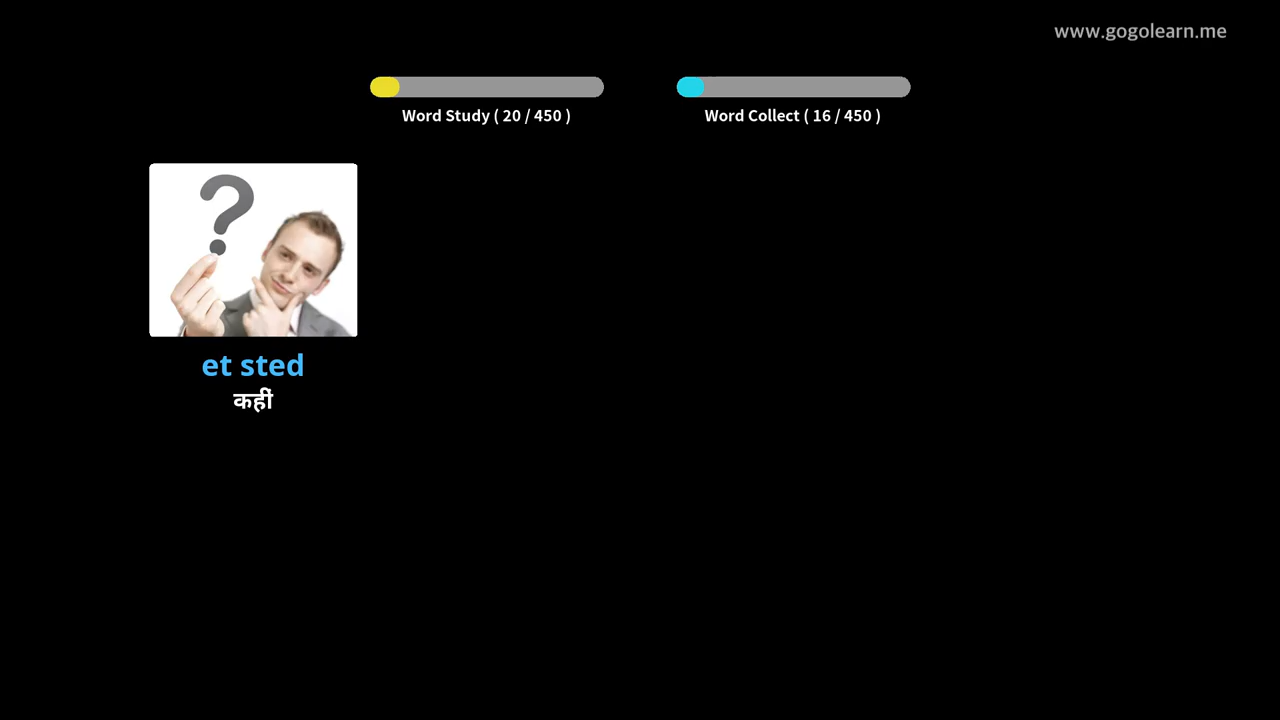 www.gogolearn.me
Word Study ( 20 / 450 )
Word Collect ( 16 / 450 )
et sted
कहीं